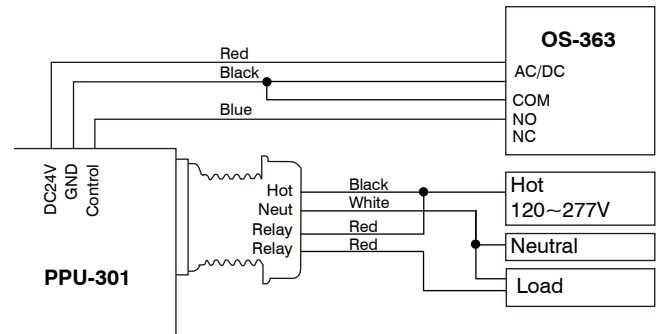 OS-363
Red
AC/DC
Black
COM
Blue
NO
NC
DC24V
GND
Control
Hot
Black
Hot
120~277V
Neut
White
Relay
Red
Neutral
Relay
Red
PPU-301
Load